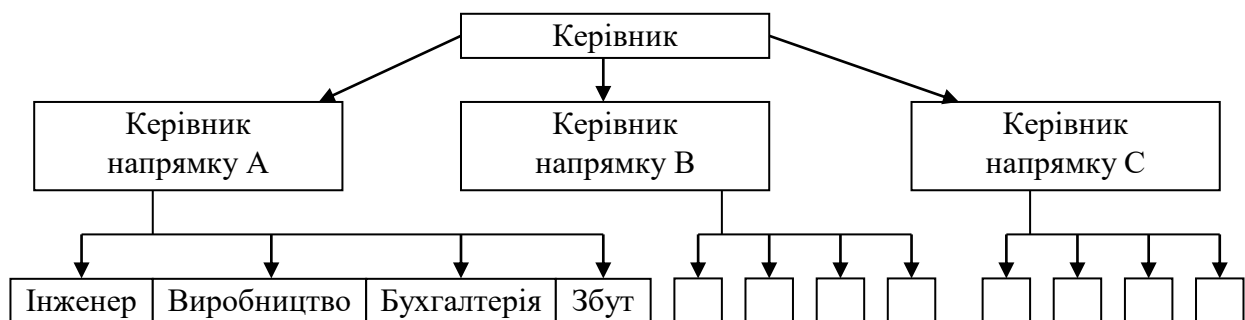 Керівник
Керівник
напрямку А
Керівник
напрямку В
Керівник
напрямку С
Інженер
Виробництво
Бухгалтерія
Збут